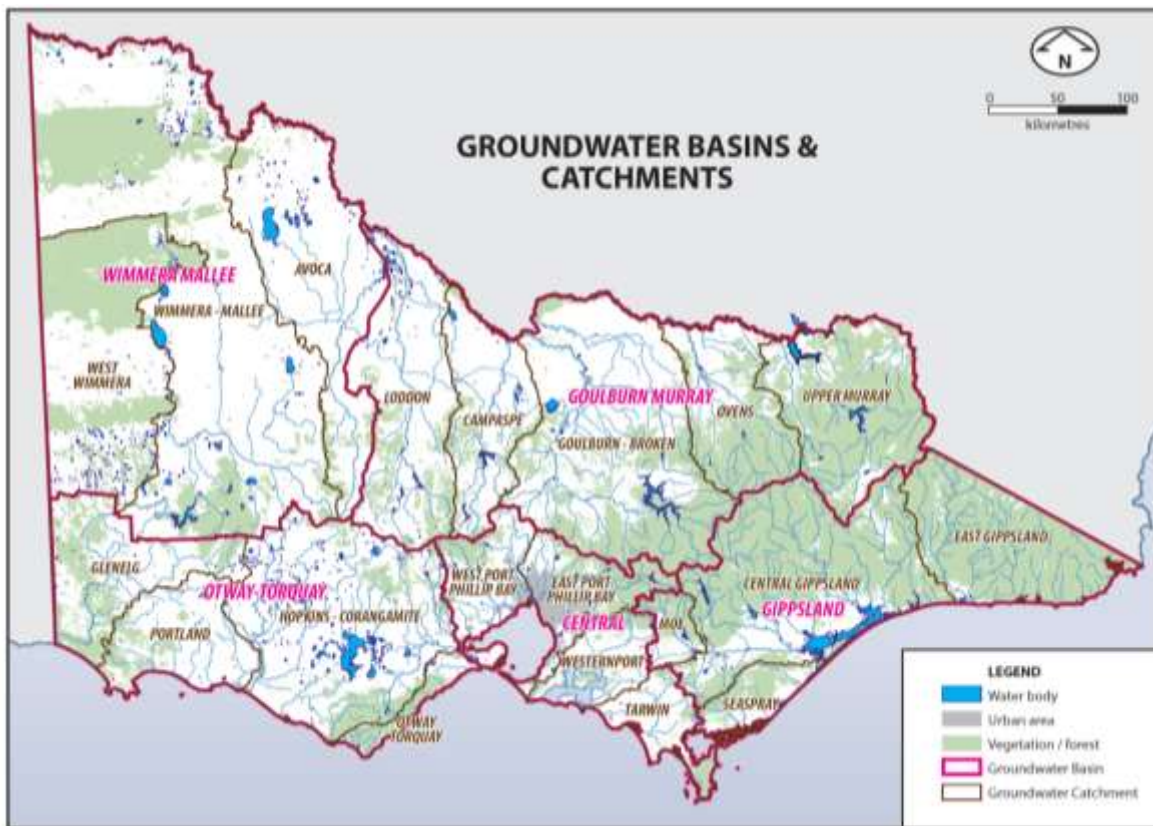 GROUNDWATER BASINS &
CATCHMENTS
N
0 50 100
kilometres
WIMMERA MALLEE
WIMMERA - MALLEE
AVOCA
WEST
WIMMERA
LODDON
CAMPASPE
GOULBURN MURRAY
GOULBURN - BROKEN
OVENS
UPPER MURRAY
EAST GIPPSLAND
CENTRAL GIPPSLAND
GIPPSLAND
GLENELG
OTWAY-TORQUAY
HOPKINS - CORANGAMITE
PORTLAND
WEST PORT
PHILLIP BAY
EAST PORT
PHILLIP BAY
CENTRAL
MOE
WESTERNPORT
TARWIN
SEASPRAY
OTWAY
TORQUAY
LEGEND
Water body
Urban area
Vegetation / forest
Groundwater Basin
Groundwater Catchment